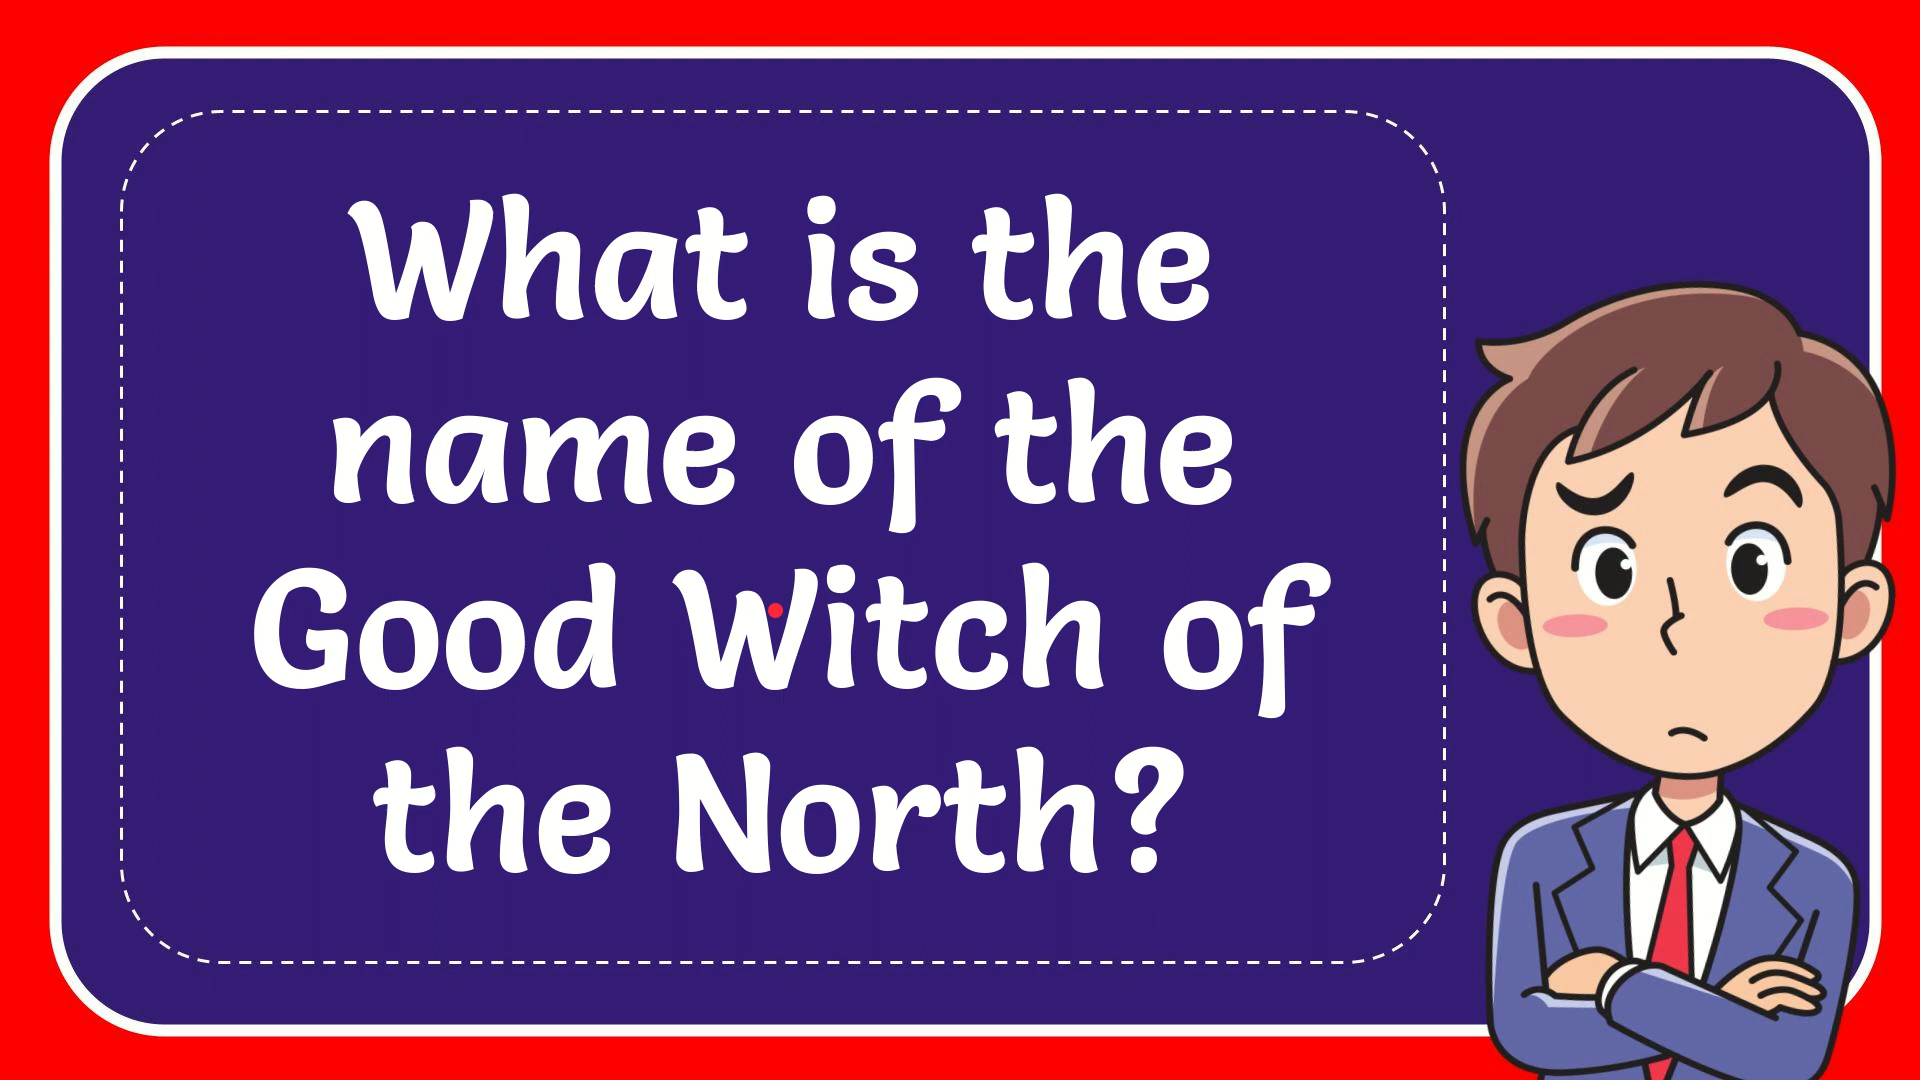 What is the
name of the
Good Witch of
the North?